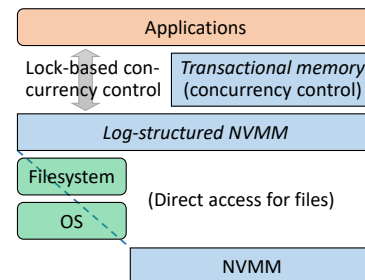 Applications
Lock-based con-
currency control
Transactional memory
(concurrency control)
Log-structured NVMM
Filesystem
OS
(Direct access for files)
NVMM